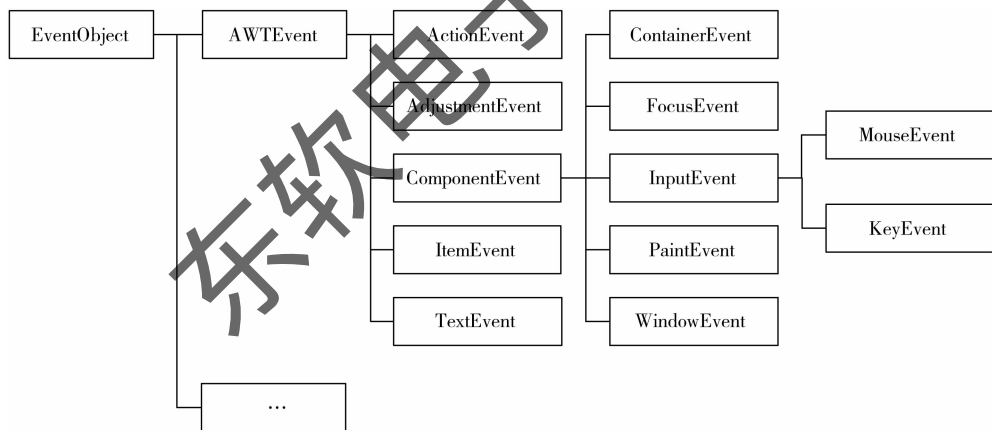 EventObject
AWTEvent
ActionEvent
ContainerEvent
AdjustmentEvent
FocusEvent
MouseEvent
ComponentEvent
InputEvent
KeyEvent
ItemEvent
PaintEvent
TextEvent
WindowEvent
...
东软电子